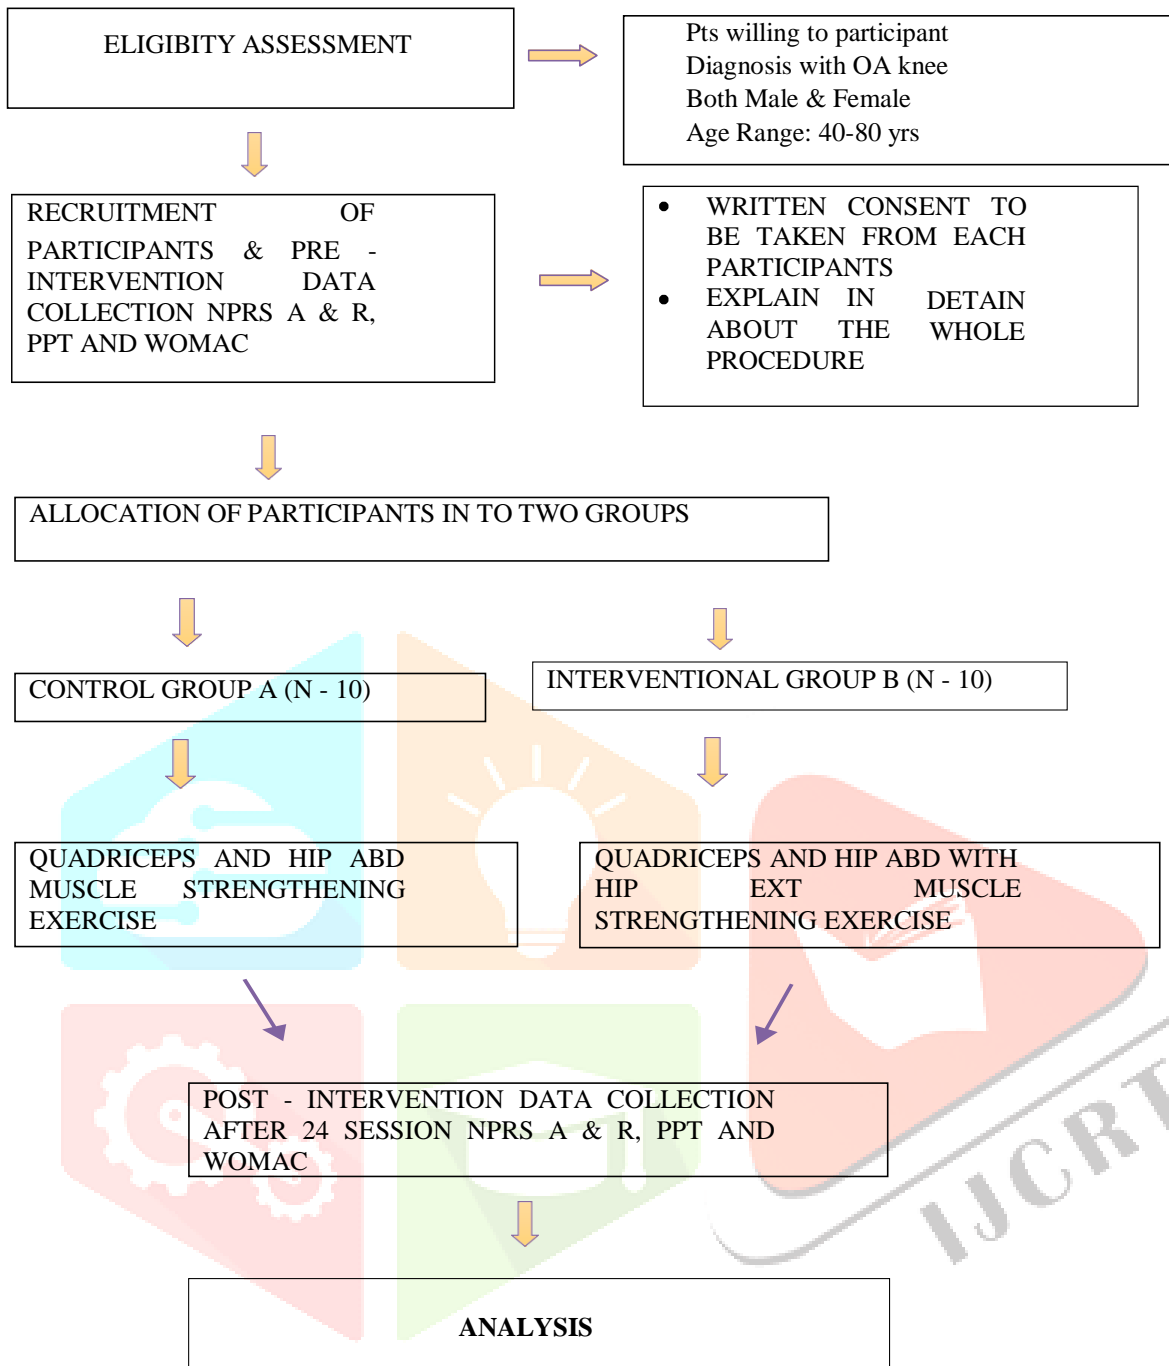 ELIGIBITY ASSESSMENT
Pts willing to participant
Diagnosis with OA knee
Both Male & Female
Age Range: 40-80 yrs
RECRUITMENT OF
PARTICIPANTS & PRE -
INTERVENTION DATA
COLLECTION NPRS A & R,
PPT AND WOMAC
• WRITTEN CONSENT TO
BE TAKEN FROM EACH
PARTICIPANTS
• EXPLAIN IN DETAIN
ABOUT THE WHOLE
PROCEDURE
ALLOCATION OF PARTICIPANTS IN TO TWO GROUPS
CONTROL GROUP A (N - 10)
INTERVENTIONAL GROUP B (N - 10)
QUADRICEPS AND HIP ABD
MUSCLE STRENGTHENING
EXERCISE
QUADRICEPS AND HIP ABD WITH
HIP EXT MUSCLE
STRENGTHENING EXERCISE
POST - INTERVENTION DATA COLLECTION
AFTER 24 SESSION NPRS A & R, PPT AND
WOMAC
IJCRT
ANALYSIS